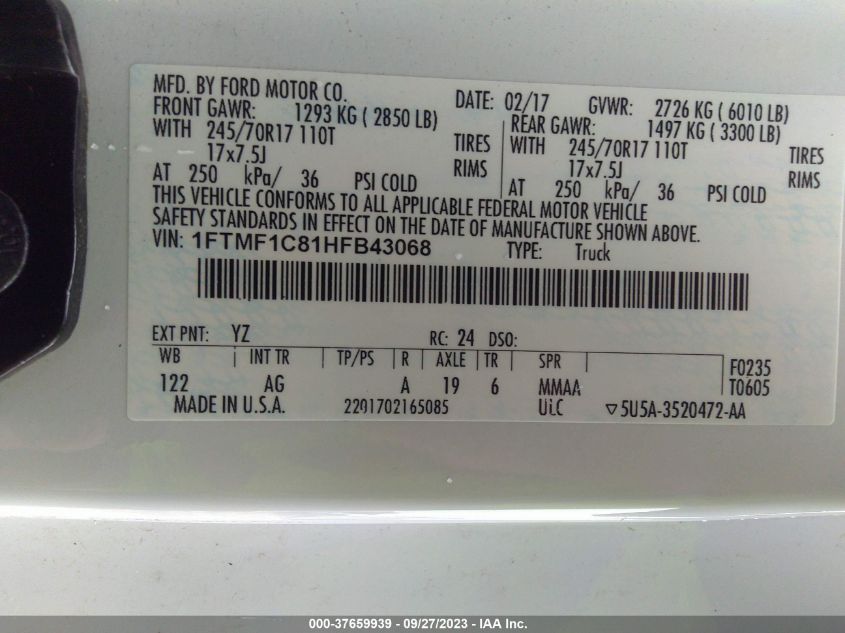 MFD. BY FORD MOTOR CO.
DATE: 02/17 GVWR: 2726 KG ( 6010 LB)
FRONT GAWR: 1293 KG ( 2850 LB) REAR GAWR: 1497 KG ( 3300 LB)
WITH 245/70R17 110T TIRES WITH 245/70R17 110T TIRES
17x7.5J RIMS 17x7.5J RIMS
AT 250 kPa/ 36 PSI COLD AT 250 kPa/ 36 PSI COLD
THIS VEHICLE CONFORMS TO ALL APPLICABLE FEDERAL MOTOR VEHICLE
SAFETY STANDARDS IN EFFECT ON THE DATE OF MANUFACTURE SHOWN ABOVE.
VIN: 1FTMF1C81HFB43068 TYPE: Truck
EXT PNT: YZ RC: 24 DSO:
WB | INT TR | TP/PS | R | AXLE | TR | SPR F0235
122 AG A 19 6 MMAA T0605
MADE IN U.S.A. 2201702165085 ULC ▽5U5A-3520472-AA
000-37659939 - 09/27/2023 - IAA Inc.